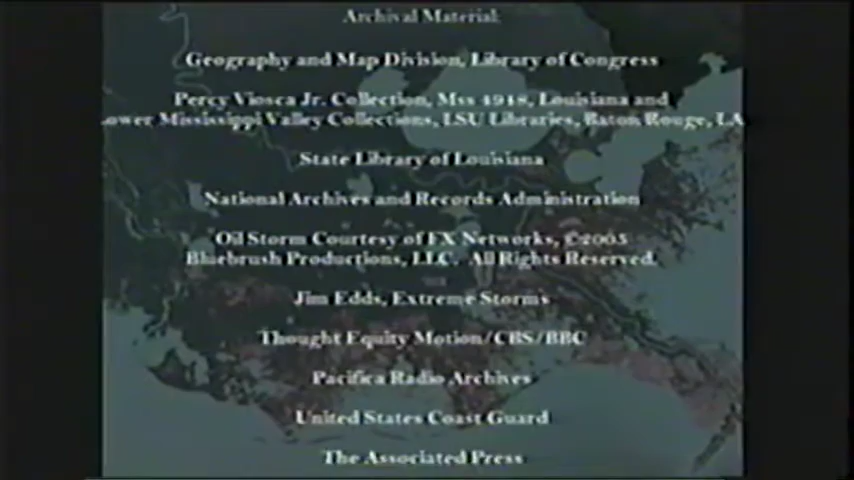 Archival Material:
Geography and Map Division, Library of Congress
Percy Viosca Jr. Collection, Mss 4948, Louisiana and
ower Mississippi Valley Collections, LSU Libraries, Baton Rouge, LA
State Library of Louisiana
National Archives and Records Administration
Oil Storm Courtesy of FX Networks, ©2005
Bluebrush Productions, LLC. All Rights Reserved.
Jim Edds, Extreme Storms
Thought Equity Motion/CBS/BBC
Pacifica Radio Archives
United States Coast Guard
The Associated Press